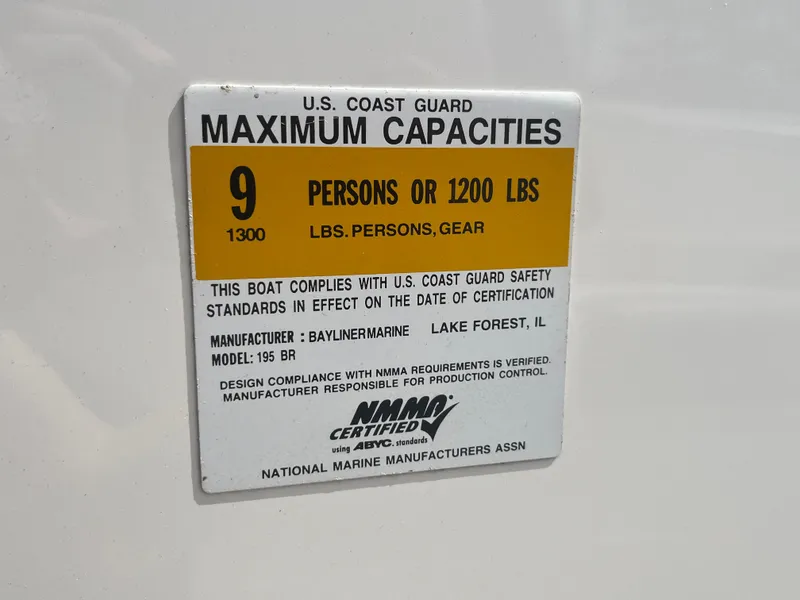 U.S. COAST GUARD
MAXIMUM CAPACITIES
9 PERSONS OR 1200 LBS
1300 LBS. PERSONS, GEAR
THIS BOAT COMPLIES WITH U.S. COAST GUARD SAFETY
STANDARDS IN EFFECT ON THE DATE OF CERTIFICATION
MANUFACTURER : BAYLINER MARINE LAKE FOREST, IL
MODEL: 195 BR
DESIGN COMPLIANCE WITH NMMA REQUIREMENTS IS VERIFIED.
MANUFACTURER RESPONSIBLE FOR PRODUCTION CONTROL.
NMMA
CERTIFIED
using ABYC. standards
NATIONAL MARINE MANUFACTURERS ASSN